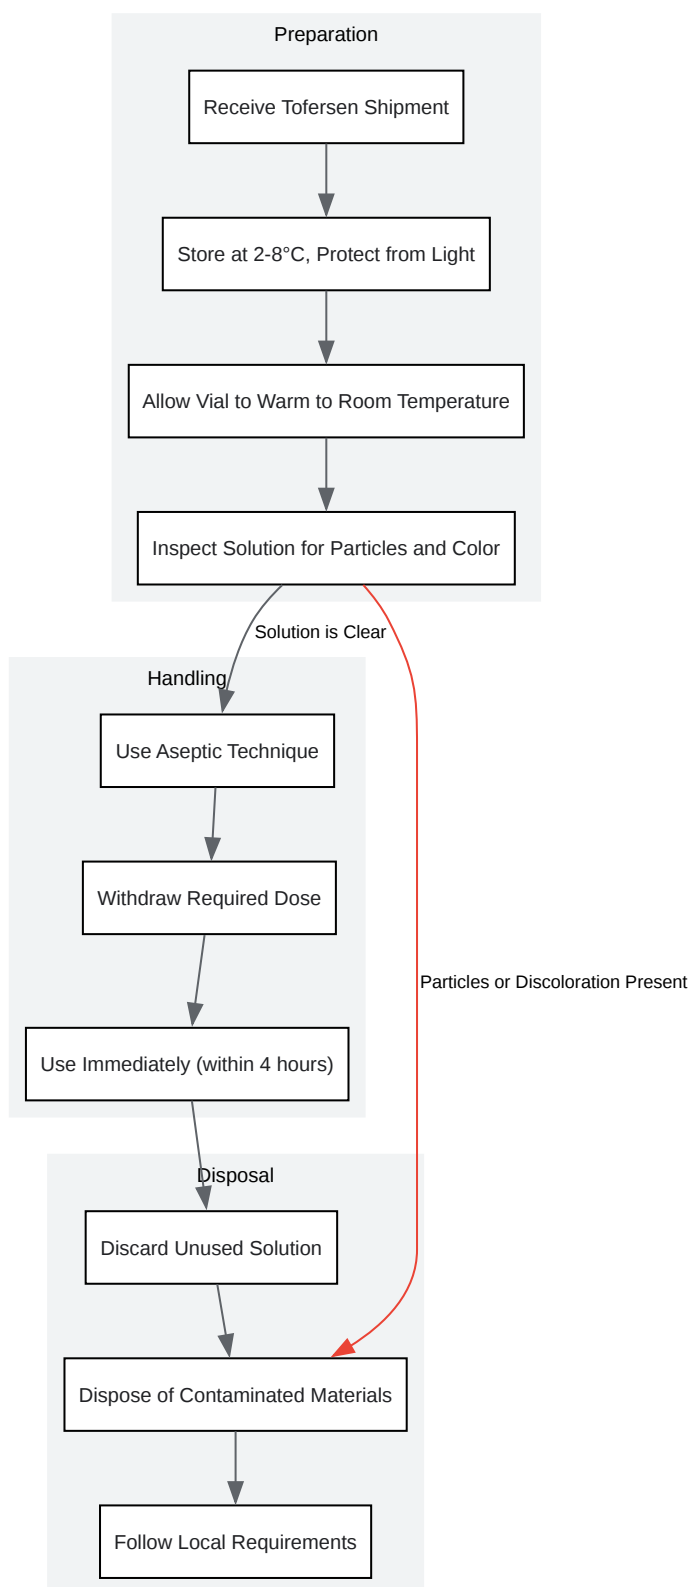 Preparation
Receive Tofersen Shipment
Store at 2-8°C, Protect from Light
Allow Vial to Warm to Room Temperature
Inspect Solution for Particles and Color
Solution is Clear
Handling
Use Aseptic Technique
Withdraw Required Dose
Particles or Discoloration Present
Use Immediately (within 4 hours)
Disposal
Discard Unused Solution
Dispose of Contaminated Materials
Follow Local Requirements